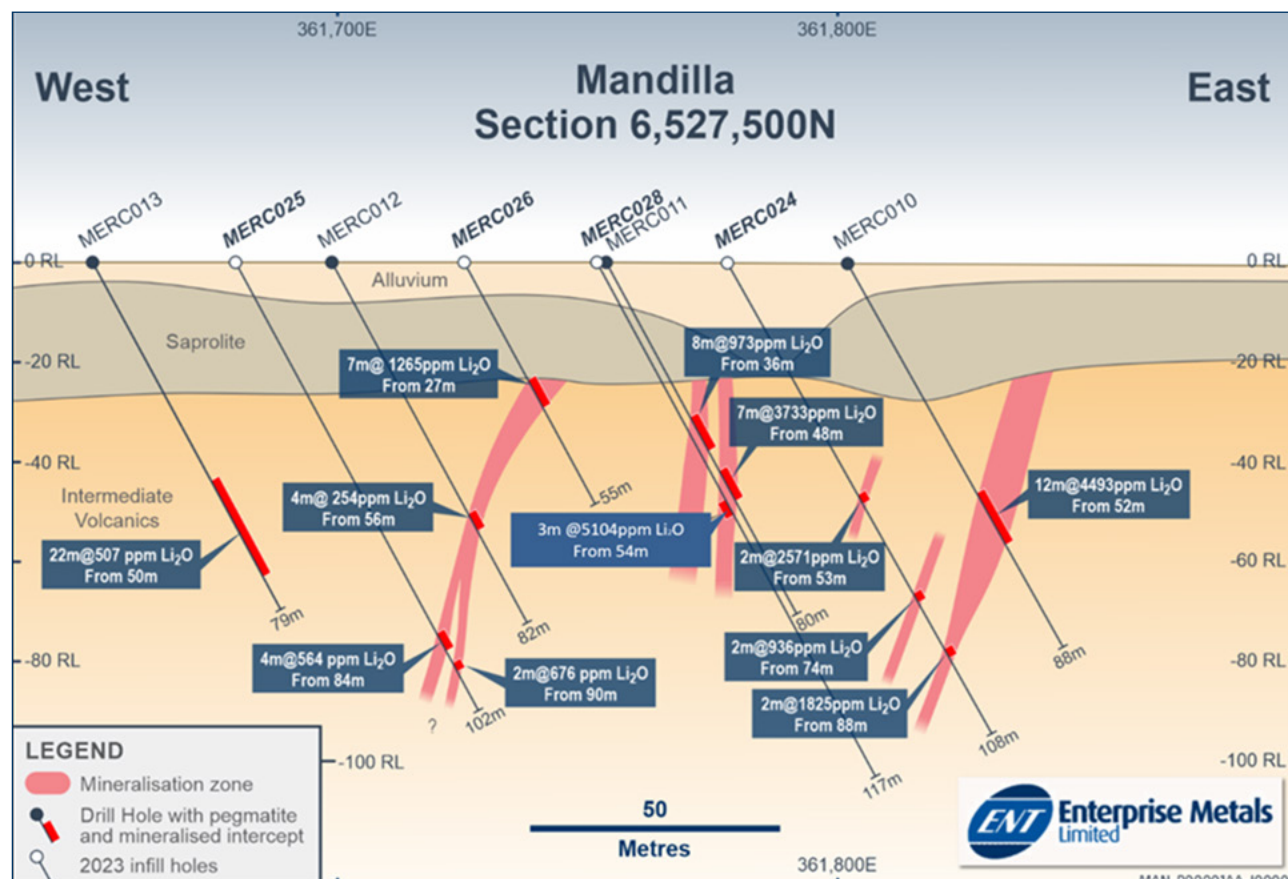 361,700E
361,800E
West
Mandilla
East
Section 6,527,500N
MERC013
MERC025
MERC012
MERC026
MERC028
MERC011
MERC024
MERC010
0 RL
0 RL
Alluvium
Saprolite
-20 RL
-20 RL
8m@973ppm Li₂O
From 36m
7m@ 1265ppm Li₂O
From 27m
7m@3733ppm Li₂O
From 48m
-40 RL
-40 RL
Intermediate
Volcanics
4m@ 254ppm Li₂O
From 56m
55m
12m@4493ppm Li₂O
From 52m
3m @5104ppm Li₂O
From 54m
22m@507 ppm Li₂O
From 50m
2m@2571ppm Li₂O
From 53m
-60 RL
79m
82m
80m
88m
-80 RL
-80 RL
4m@564 ppm Li₂O
From 84m
2m@676 ppm Li₂O
From 90m
2m@936ppm Li₂O
From 74m
2m@1825ppm Li₂O
From 88m
?
102m
108m
117m
-100 RL
-100 RL
LEGEND
Mineralisation zone
Drill Hole with pegmatite
and mineralised intercept
2023 infill holes
50
Metres
361,800E
ENT
Enterprise Metals
Limited